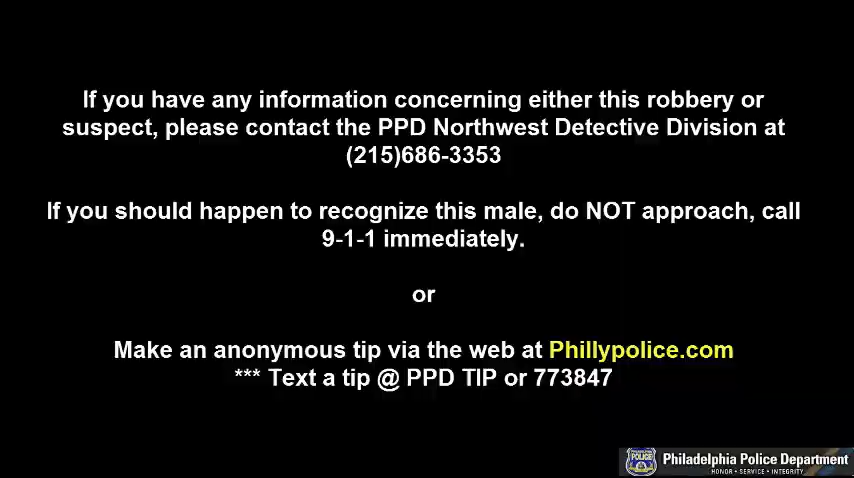 If you have any information concerning either this robbery or
suspect, please contact the PPD Northwest Detective Division at
(215)686-3353
If you should happen to recognize this male, do NOT approach, call
9-1-1 immediately.
or
Make an anonymous tip via the web at Phillypolice.com
*** Text a tip @ PPD TIP or 773847
Philadelphia Police Department
HONOR • SERVICE • INTEGRITY